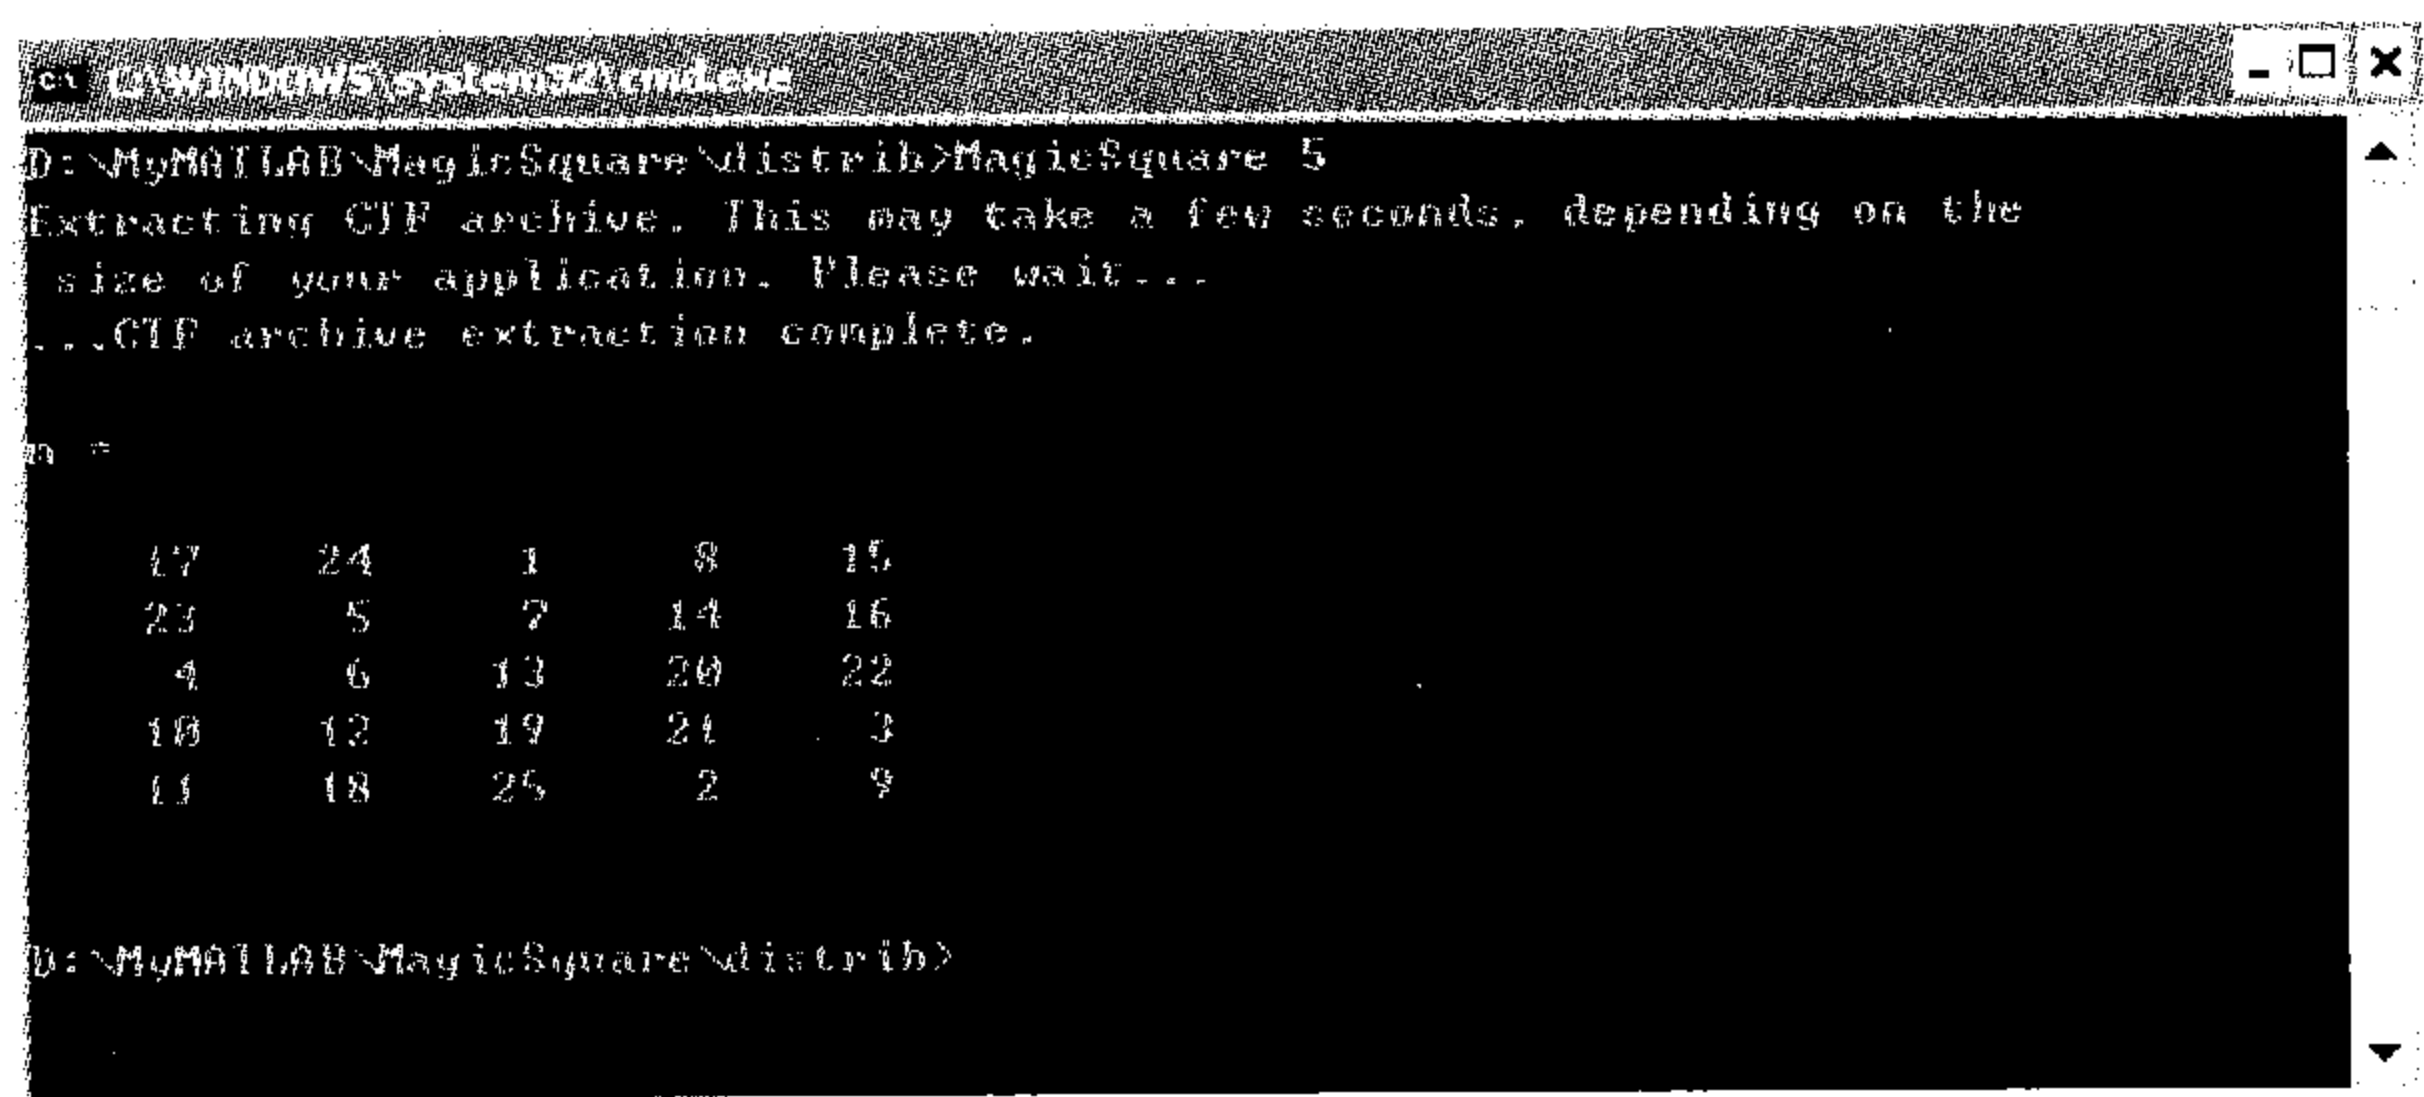 C:\WINDOWS\system32\cmd.exe
D:\MyMATLAB\MagicSquare\distrib>MagicSquare 5
Extracting CTF archive. This may take a few seconds, depending on the
size of your application. Please wait...
...CTF archive extraction complete.
m =
17 24 1 8 15
23 5 7 14 16
4 6 13 20 22
10 12 19 21 3
11 18 25 2 9
D:\MyMATLAB\MagicSquare\distrib>